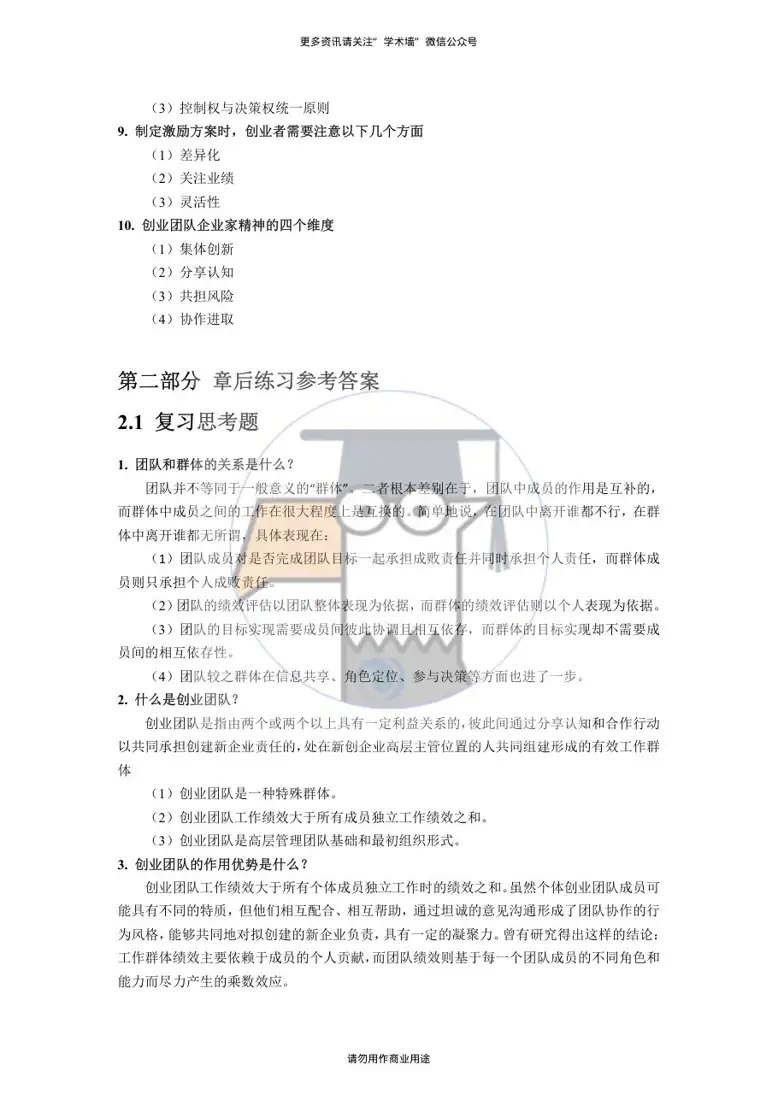 更多资讯请关注“学术墙”微信公众号
（3）控制权与决策权统一原则
9. 制定激励方案时，创业者需要注意以下几个方面
（1）差异化
（2）关注业绩
（3）灵活性
10. 创业团队企业家精神的四个维度
（1）集体创新
（2）分享认知
（3）共担风险
（4）协作进取
第二部分 章后练习参考答案
2.1 复习思考题
1. 团队和群体的关系是什么？
团队并不等同于一般意义的“群体”。二者根本差别在于，团队中成员的作用是互补的，
而群体中成员之间的工作在很大程度上是互换的。简单地说，在团队中离开谁都不行，在群
体中离开谁都无所谓，具体表现在：
（1）团队成员对是否完成团队目标一起承担成败责任并同时承担个人责任，而群体成
员则只承担个人成败责任。
（2）团队的绩效评估以团队整体表现为依据，而群体的绩效评估则以个人表现为依据。
（3）团队的目标实现需要成员间彼此协调且相互依存，而群体的目标实现却不需要成
员间的相互依存性。
（4）团队较之群体在信息共享、角色定位、参与决策等方面也进了一步。
2. 什么是创业团队？
创业团队是指由两个或两个以上具有一定利益关系的，彼此间通过分享认知和合作行动
以共同承担创建新企业责任的，处在新创企业高层主管位置的人共同组建形成的有效工作群
体
（1）创业团队是一种特殊群体。
（2）创业团队工作绩效大于所有成员独立工作绩效之和。
（3）创业团队是高层管理团队基础和最初组织形式。
3. 创业团队的作用优势是什么？
创业团队工作绩效大于所有个体成员独立工作时的绩效之和。虽然个体创业团队成员可
能具有不同的特质，但他们相互配合、相互帮助，通过坦诚的意见沟通形成了团队协作的行
为风格，能够共同地对拟创建的新企业负责，具有一定的凝聚力。曾有研究得出这样的结论：
工作群体绩效主要依赖于成员的个人贡献，而团队绩效则基于每一个团队成员的不同角色和
能力而尽力产生的乘数效应。
请勿用作商业用途